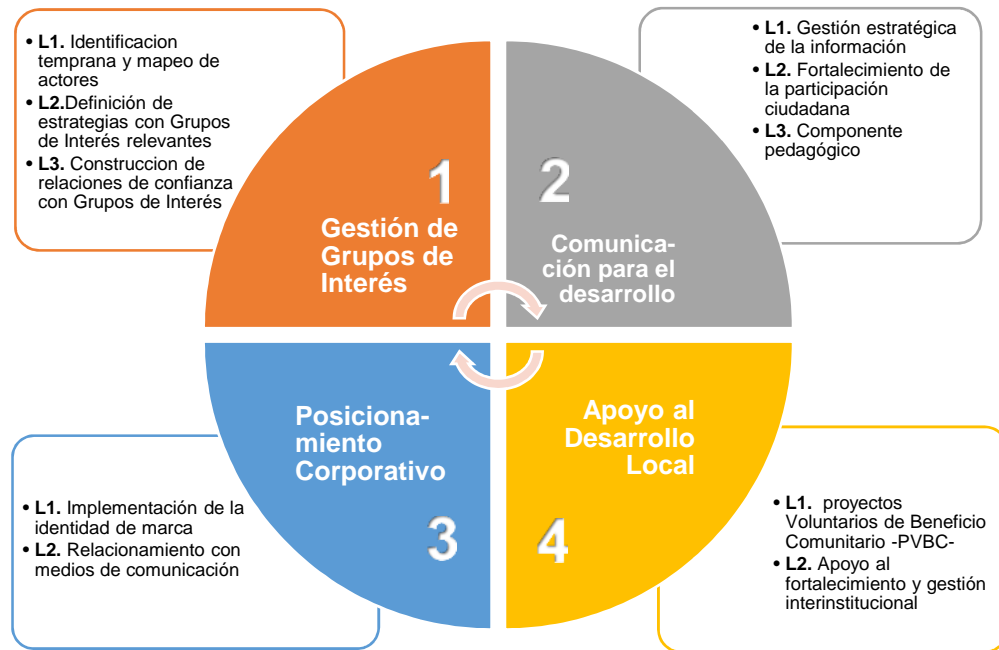 • L1. Identificacion
temprana y mapeo de
actores
• L2.Definición de
estrategias con Grupos
de Interés relevantes
• L3. Construccion de
relaciones de confianza
con Grupos de Interés
1
Gestión de
Grupos de
Interés
• L1. Gestión estratégica
de la información
• L2. Fortalecimiento de
la participación
ciudadana
• L3. Componente
pedagógico
2
Comunica-
ción para el
desarrollo
Posiciona-
miento
Corporativo
3
• L1. Implementación de la
identidad de marca
• L2. Relacionamiento con
medios de comunicación
Apoyo al
Desarrollo
Local
4
• L1. proyectos
Voluntarios de Beneficio
Comunitario -PVBC-
• L2. Apoyo al
fortalecimiento y gestión
interinstitucional